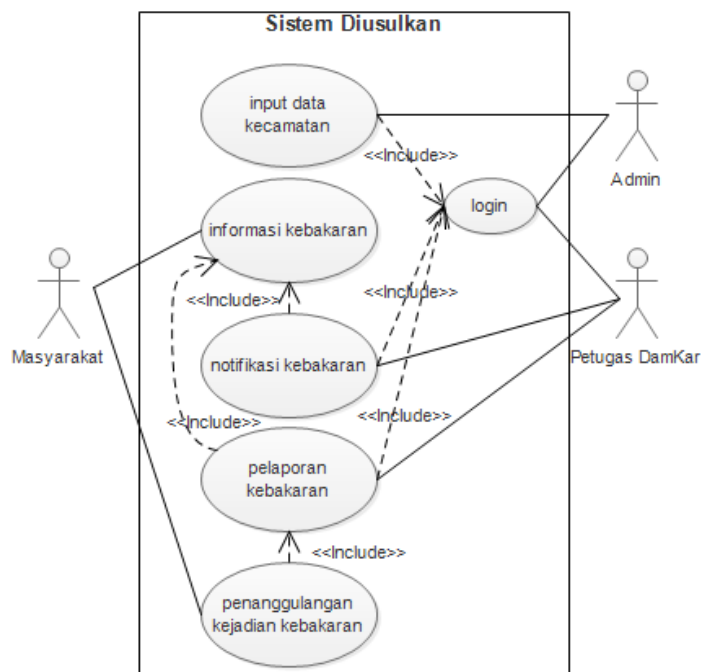 Sistem Diusulkan
input data
kecamatan
<<Include>>
Admin
login
informasi kebakaran
<<Include>>
<<Include>>
Masyarakat
notifikasi kebakaran
Petugas DamKar
<<Include>>
<<Include>>
pelaporan
kebakaran
<<Include>>
penanggulangan
kejadian kebakaran